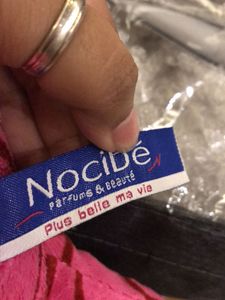 Nocibé
parfums & beauté
Plus belle ma vie